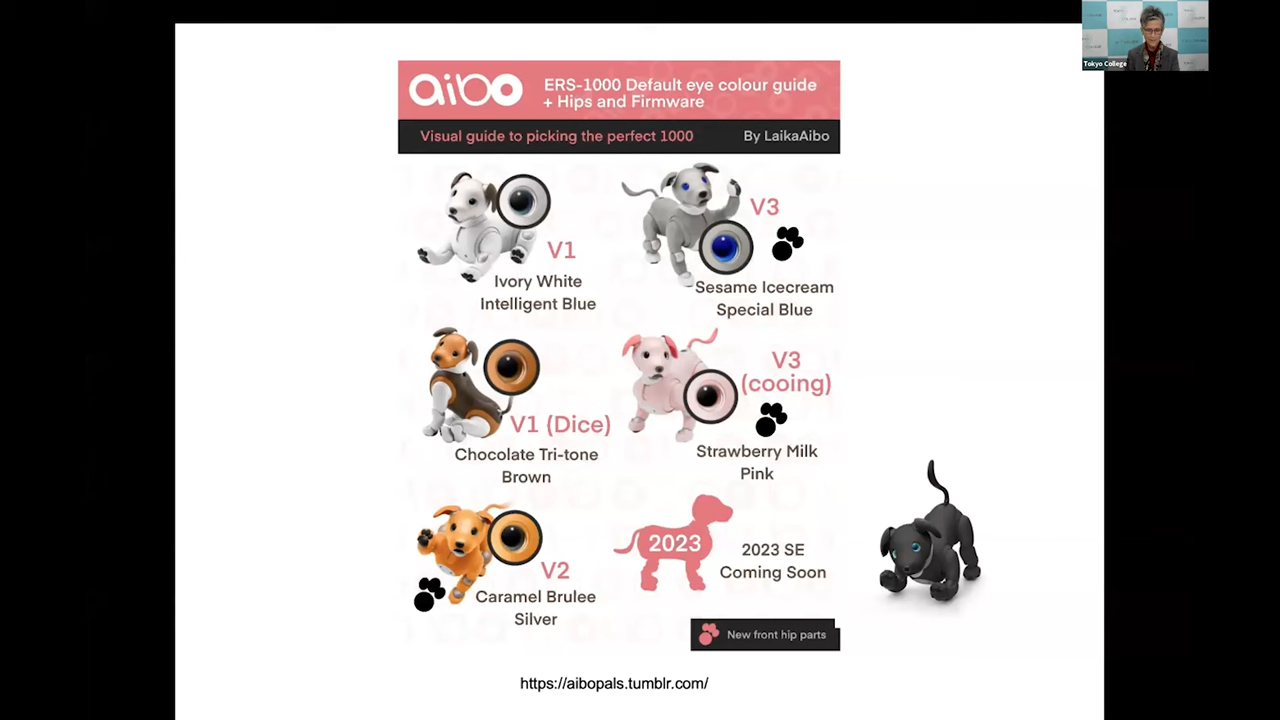 Tokyo College
aibo
ERS-1000 Default eye colour guide
+ Hips and Firmware
Visual guide to picking the perfect 1000
By LaikaAibo
V1
Ivory White
Intelligent Blue
V3
Sesame Icecream
Special Blue
V1 (Dice)
Chocolate Tri-tone
Brown
V3
(cooing)
Strawberry Milk
Pink
V2
Caramel Brulee
Silver
2023
2023 SE
Coming Soon
New front hip parts
https://aibopals.tumblr.com/